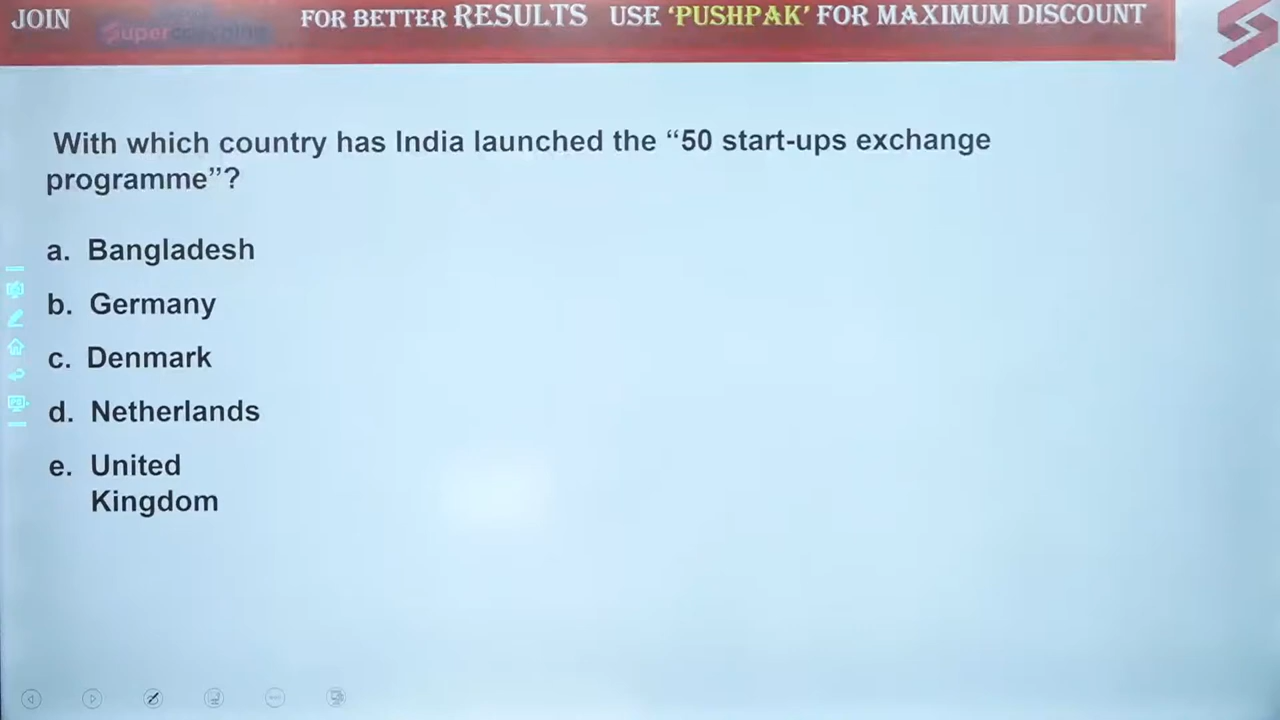 JOIN
Supercoaching
FOR BETTER RESULTS USE ‘PUSHPAK’ FOR MAXIMUM DISCOUNT
With which country has India launched the “50 start-ups exchange
programme”?
a. Bangladesh
b. Germany
c. Denmark
d. Netherlands
e. United
Kingdom